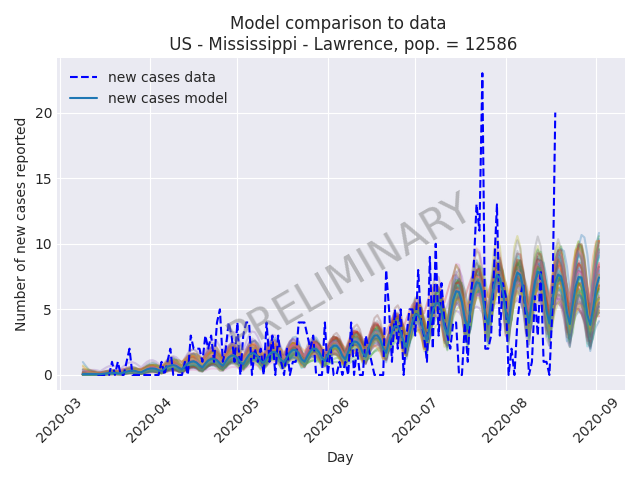 Model comparison to data
US - Mississippi - Lawrence, pop. = 12586
new cases data
new cases model
Number of new cases reported
20
15
10
5
0
PRELIMINARY
2020-03
2020-04
2020-05
2020-06
2020-07
2020-08
2020-09
Day